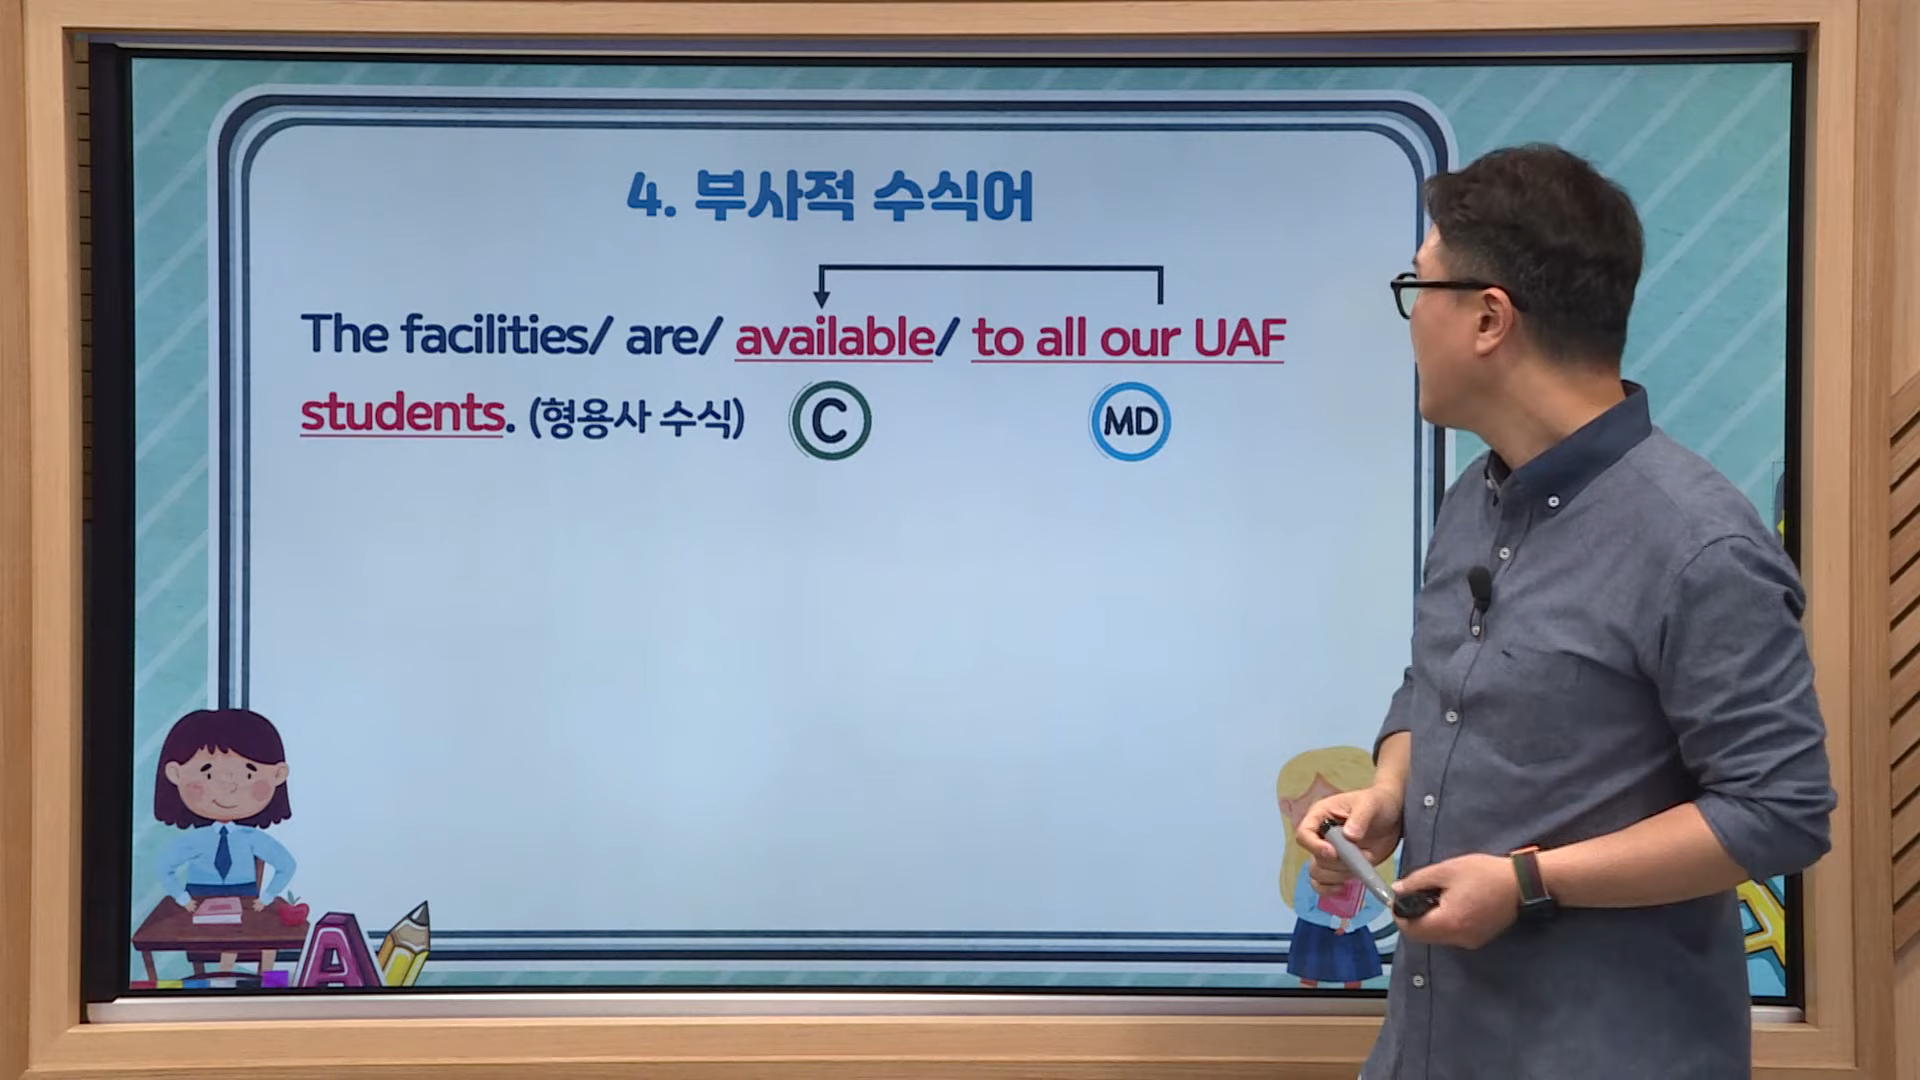 4. 부사적 수식어
The facilities/ are/ available/ to all our UAF
students. (형용사 수식)
C
MD
A